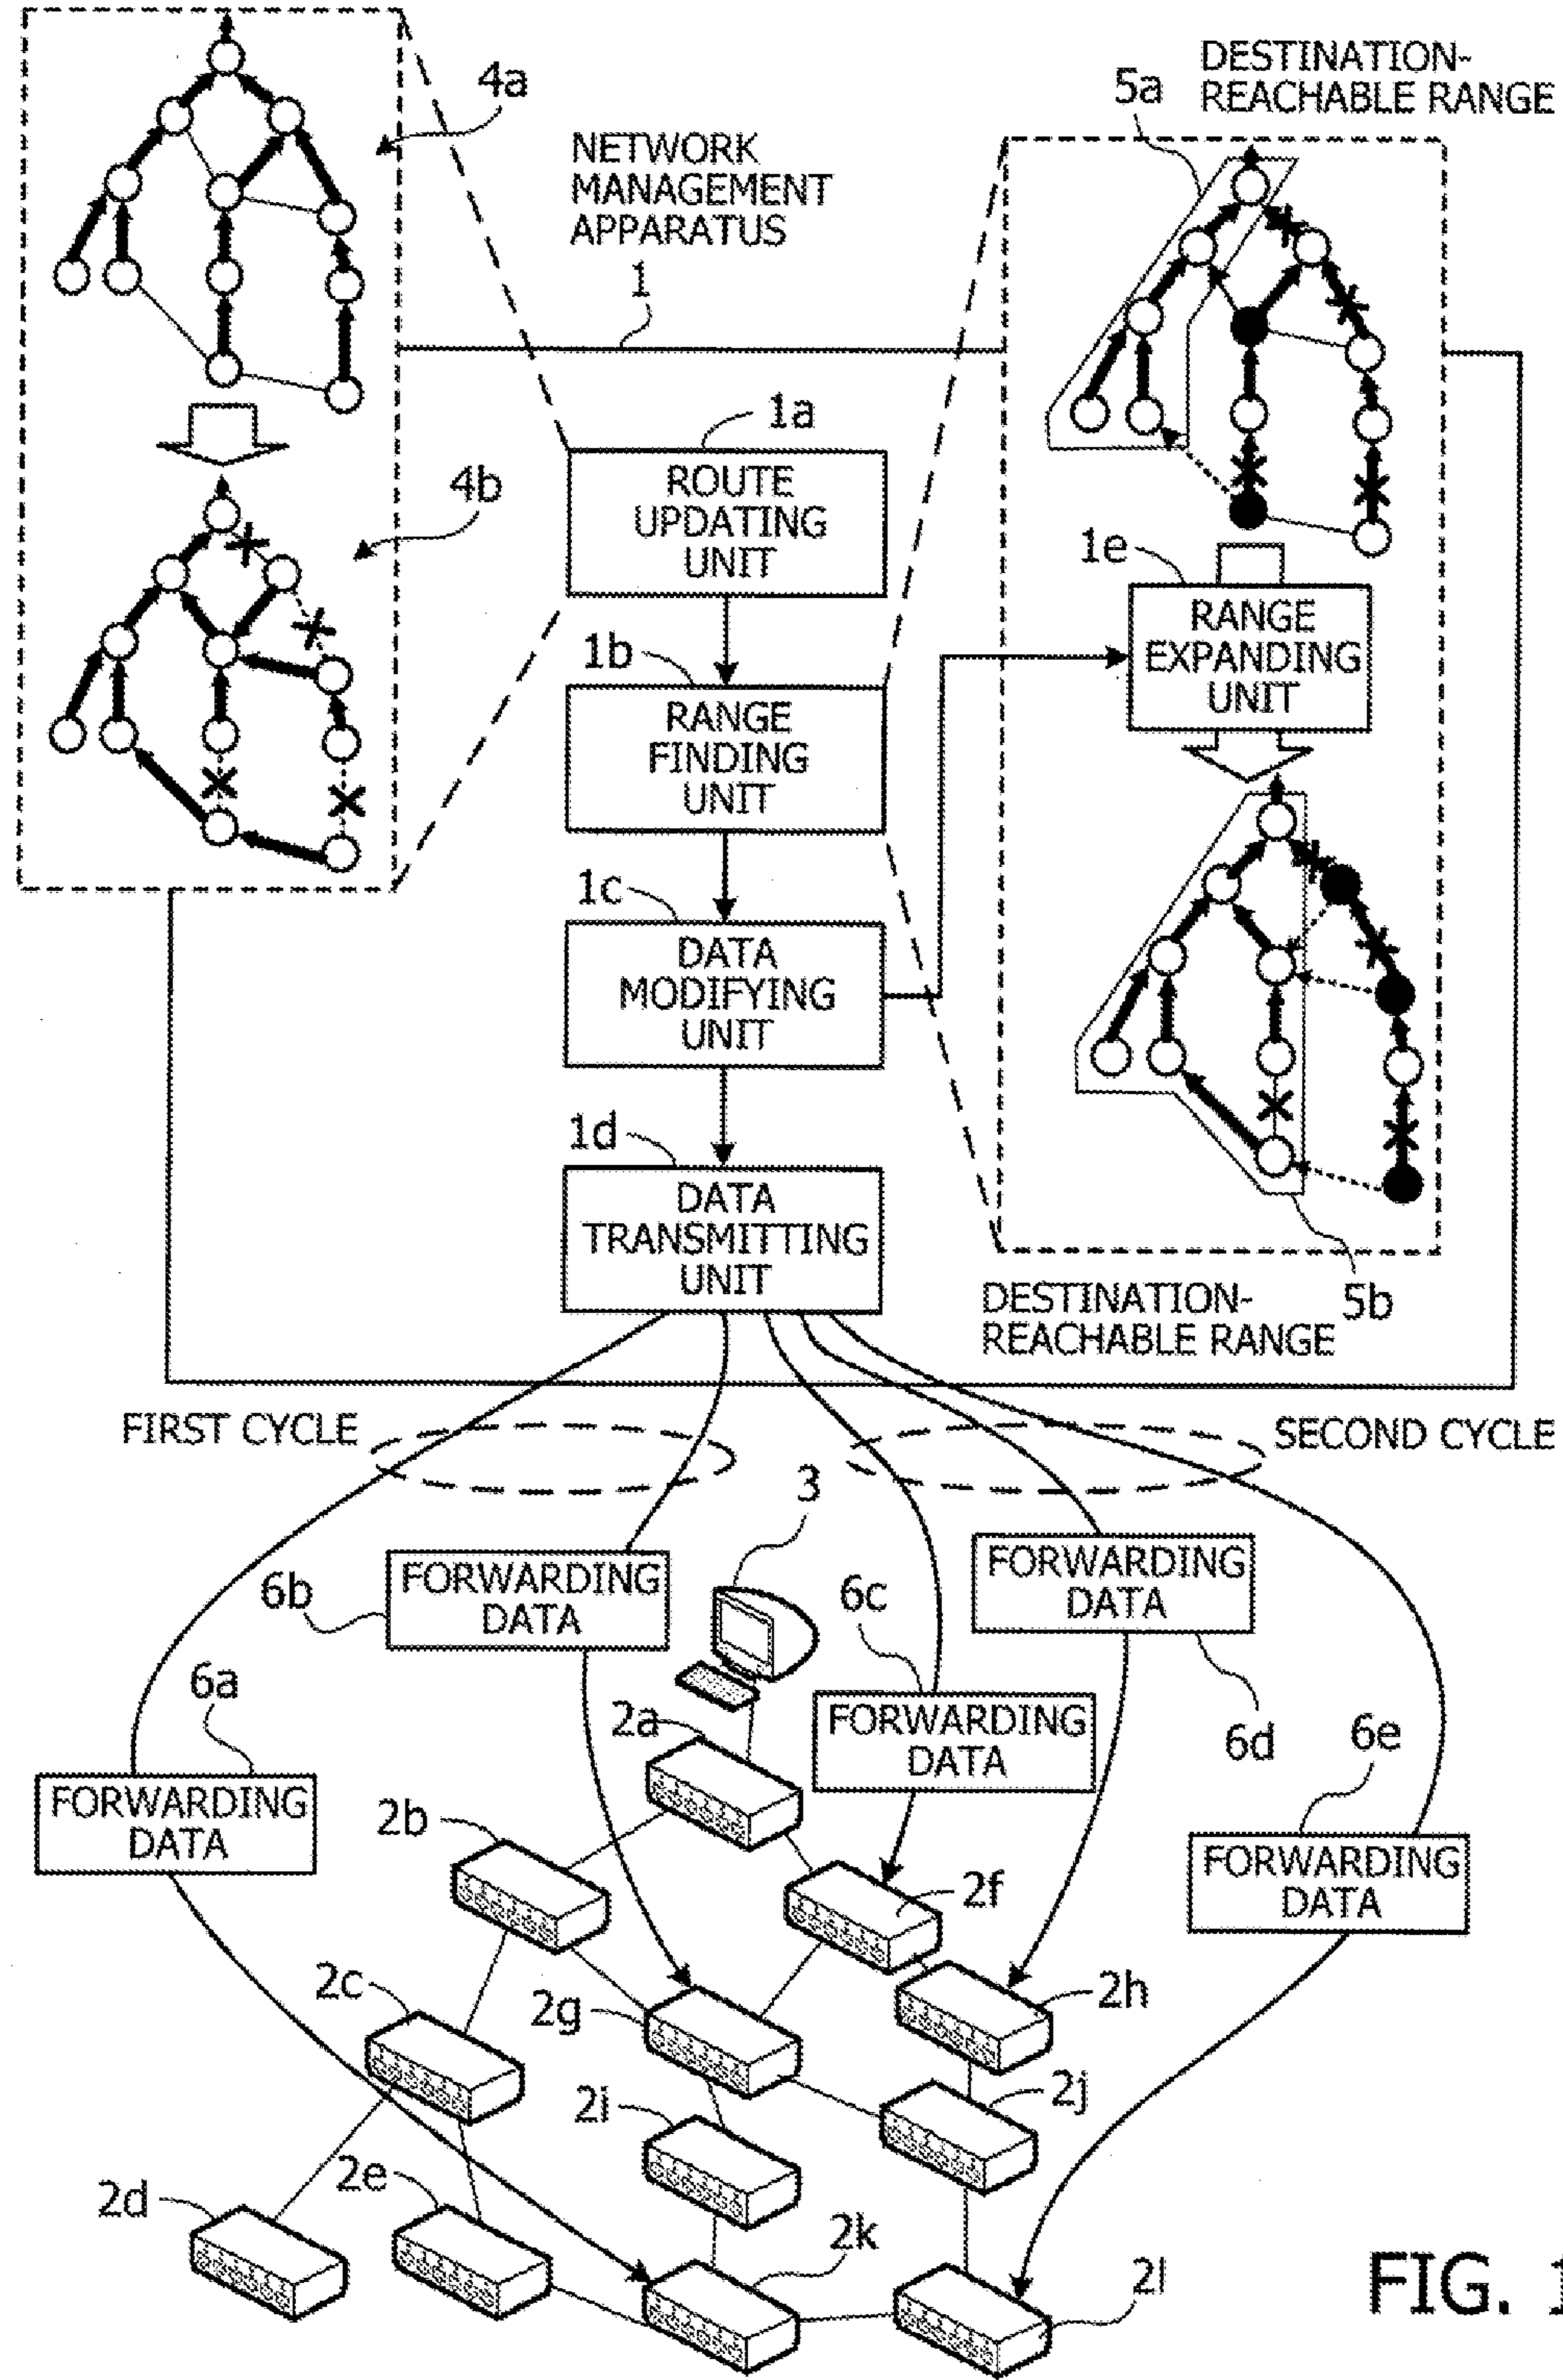 DESTINATION-
REACHABLE RANGE
4a
5a
NETWORK
MANAGEMENT
APPARATUS
1
1a
ROUTE
UPDATING
UNIT
4b
1e
RANGE
EXPANDING
UNIT
1b
RANGE
FINDING
UNIT
1c
DATA
MODIFYING
UNIT
1d
DATA
TRANSMITTING
UNIT
DESTINATION-
REACHABLE RANGE
5b
FIRST CYCLE
SECOND CYCLE
3
FORWARDING
DATA
6b
6c
FORWARDING
DATA
6d
6a
2a
FORWARDING
DATA
6e
FORWARDING
DATA
2b
FORWARDING
DATA
2f
2c
2g
2h
2i
2j
2d
2e
2k
2l
FIG. 1